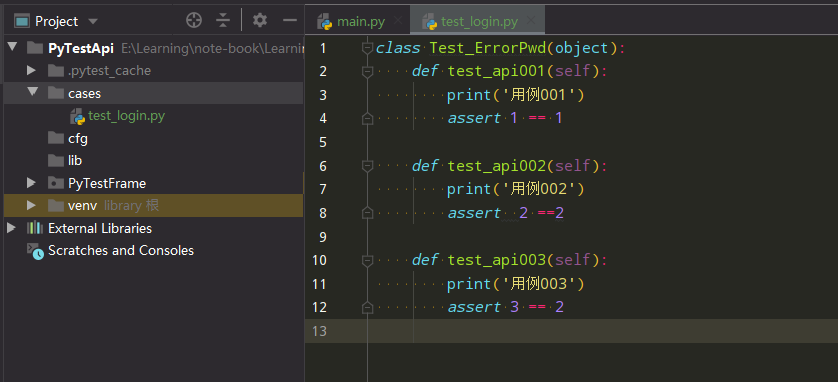 Project
PyTestApi E:\Learning\note-book\Learnin
.pytest_cache
cases
test_login.py
cfg
lib
PyTestFrame
venv library 根
External Libraries
Scratches and Consoles
main.py
test_login.py
1 class Test_ErrorPwd(object):
2 def test_api001(self):
3 print('用例001')
4 assert 1 == 1
5
6 def test_api002(self):
7 print('用例002')
8 assert  2 ==2
9
10 def test_api003(self):
11 print('用例003')
12 assert 3 == 2
13